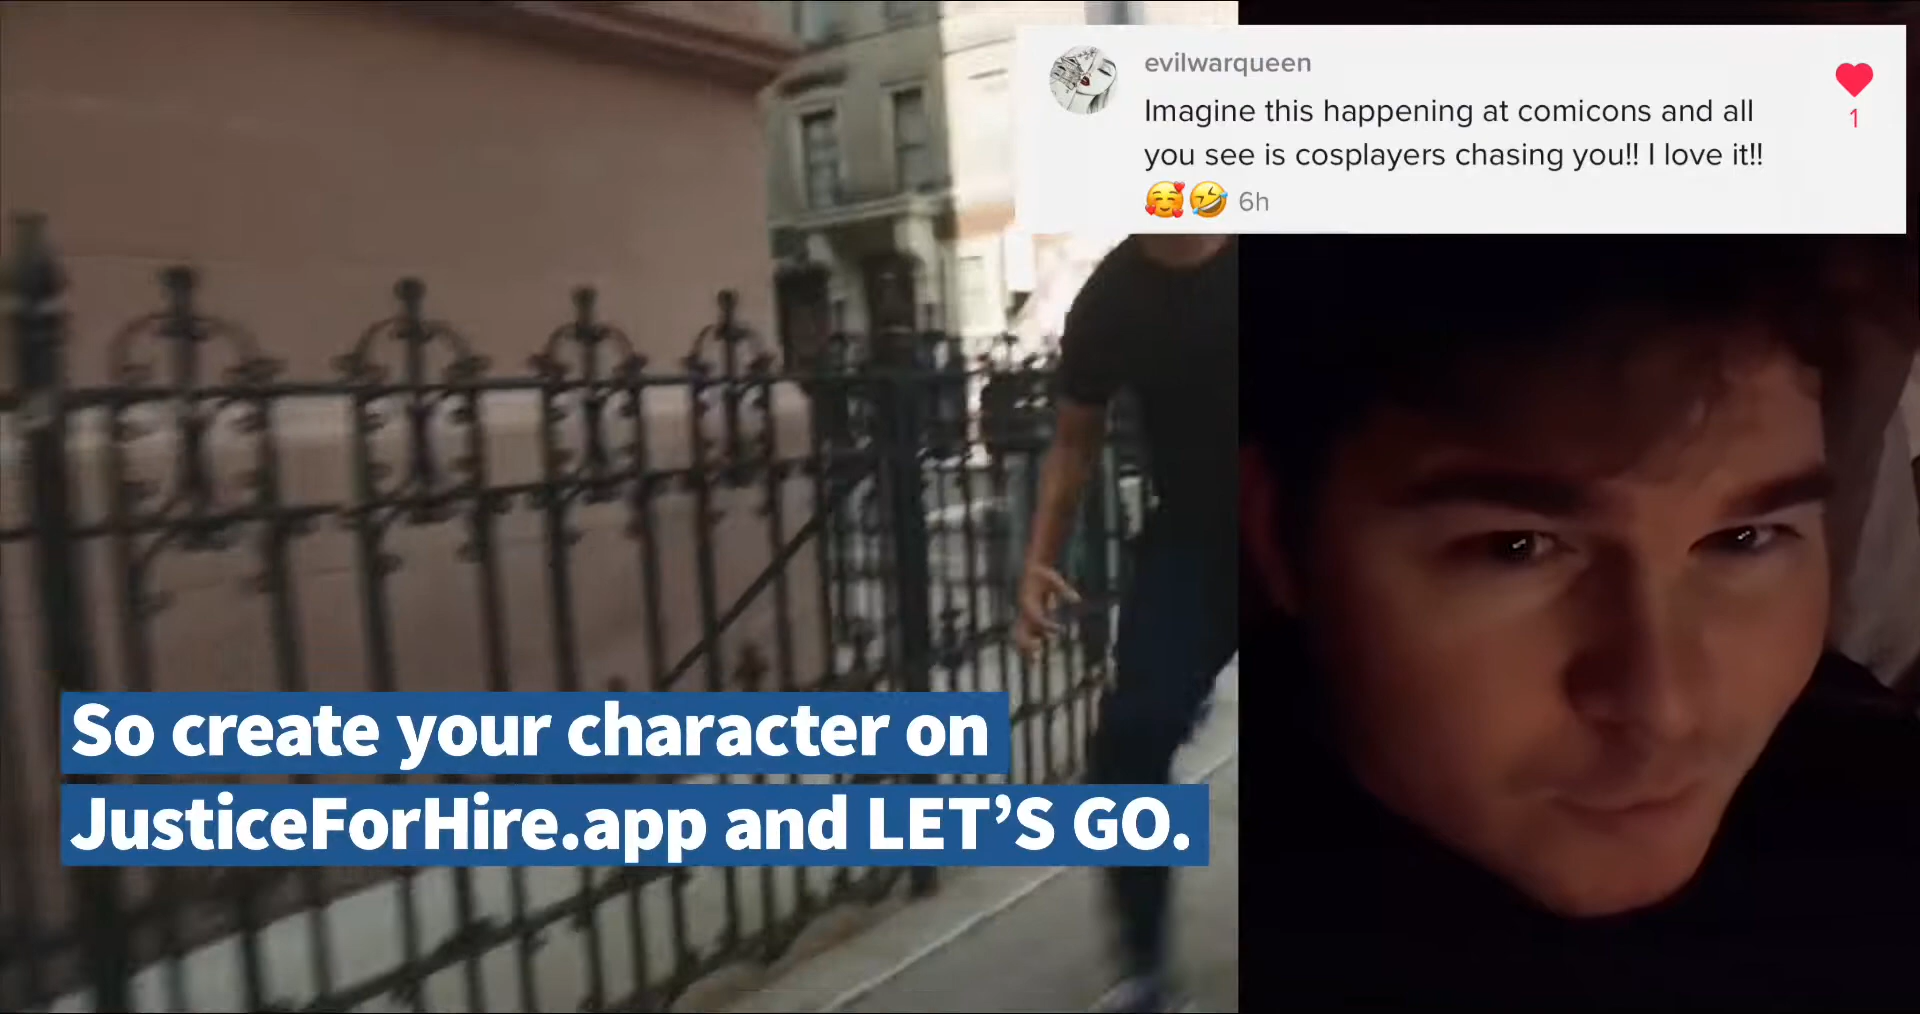 evilwarqueen
Imagine this happening at comicons and all
you see is cosplayers chasing you!! I love it!!
🥰🤣 6h
1
So create your character on
JusticeForHire.app and LET’S GO.